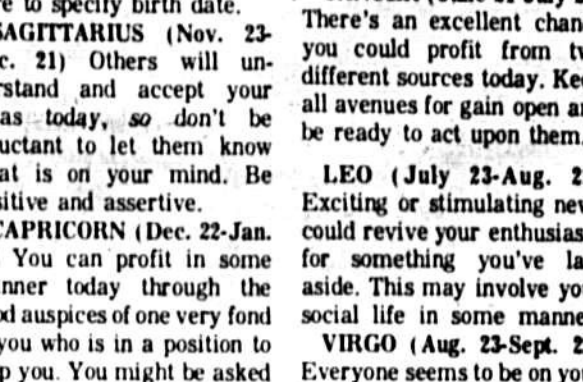 re to specify birth date.
SAGITTARIUS (Nov. 23-
c. 21) Others will un-
rstand and accept your
as today, so don't be
uctant to let them know
at is on your mind. Be
sitive and assertive.
CAPRICORN (Dec. 22-Jan.
You can profit in some
nner today through the
d auspices of one very fond
you who is in a position to
p you. You might be asked
There's an excellent chan
you could profit from tw
different sources today. Kee
all avenues for gain open an
be ready to act upon them.
LEO (July 23-Aug. 2
Exciting or stimulating new
could revive your enthusias
for something you've la
aside. This may involve you
social life in some manne
VIRGO (Aug. 23-Sept. 2
Everyone seems to be on yo